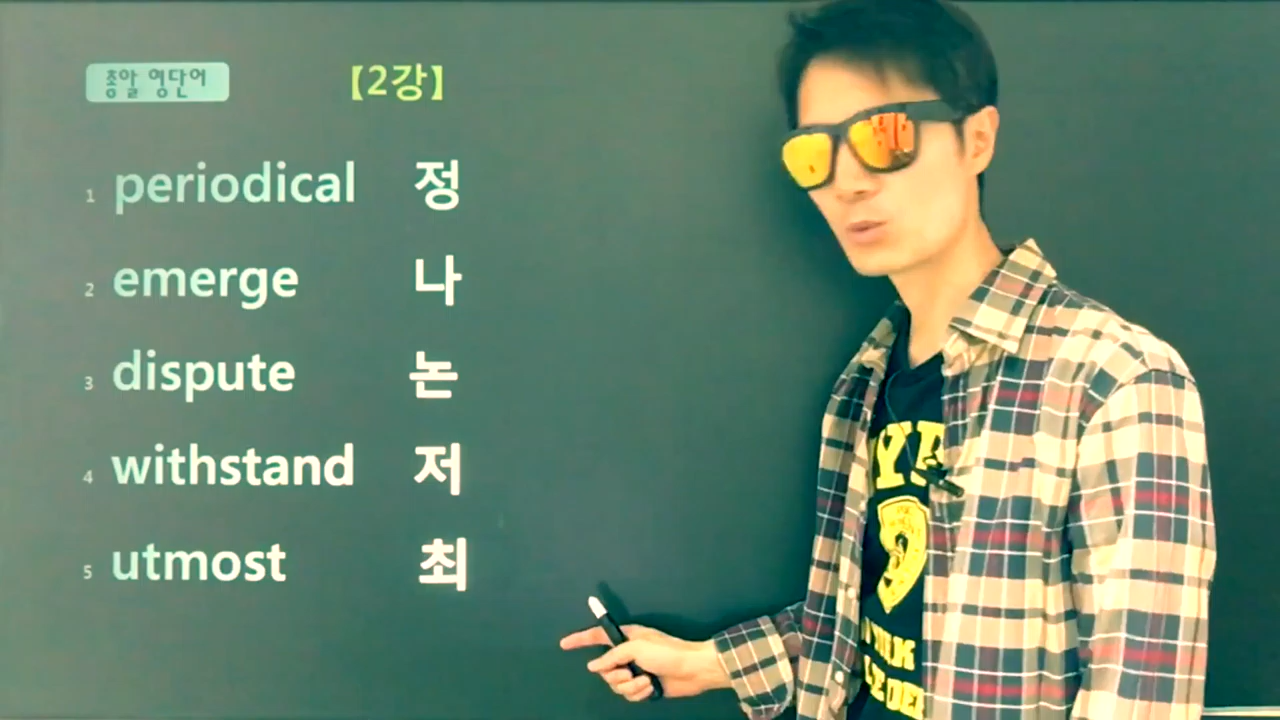 총알 영단어 【2강】
1 periodical 정
2 emerge 나
3 dispute 논
4 withstand 저
5 utmost 최